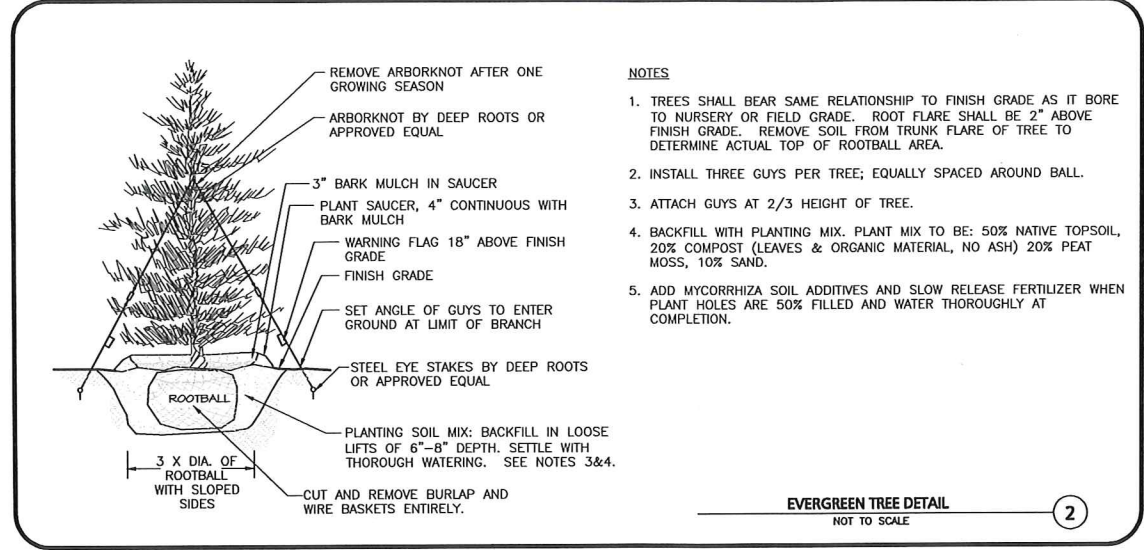 REMOVE ARBORKNOT AFTER ONE
GROWING SEASON
ARBORKNOT BY DEEP ROOTS OR
APPROVED EQUAL
3" BARK MULCH IN SAUCER
PLANT SAUCER, 4" CONTINUOUS WITH
BARK MULCH
WARNING FLAG 18" ABOVE FINISH
GRADE
FINISH GRADE
SET ANGLE OF GUYS TO ENTER
GROUND AT LIMIT OF BRANCH
STEEL EYE STAKES BY DEEP ROOTS
OR APPROVED EQUAL
ROOTBALL
PLANTING SOIL MIX: BACKFILL IN LOOSE
LIFTS OF 6"-8" DEPTH. SETTLE WITH
THOROUGH WATERING. SEE NOTES 3&4.
3 X DIA. OF
ROOTBALL
WITH SLOPED
SIDES
CUT AND REMOVE BURLAP AND
WIRE BASKETS ENTIRELY.
NOTES
1. TREES SHALL BEAR SAME RELATIONSHIP TO FINISH GRADE AS IT BORE
TO NURSERY OR FIELD GRADE. ROOT FLARE SHALL BE 2" ABOVE
FINISH GRADE. REMOVE SOIL FROM TRUNK FLARE OF TREE TO
DETERMINE ACTUAL TOP OF ROOTBALL AREA.
2. INSTALL THREE GUYS PER TREE; EQUALLY SPACED AROUND BALL.
3. ATTACH GUYS AT 2/3 HEIGHT OF TREE.
4. BACKFILL WITH PLANTING MIX. PLANT MIX TO BE: 50% NATIVE TOPSOIL,
20% COMPOST (LEAVES & ORGANIC MATERIAL, NO ASH) 20% PEAT
MOSS, 10% SAND.
5. ADD MYCORRHIZA SOIL ADDITIVES AND SLOW RELEASE FERTILIZER WHEN
PLANT HOLES ARE 50% FILLED AND WATER THOROUGHLY AT
COMPLETION.
EVERGREEN TREE DETAIL
NOT TO SCALE
2